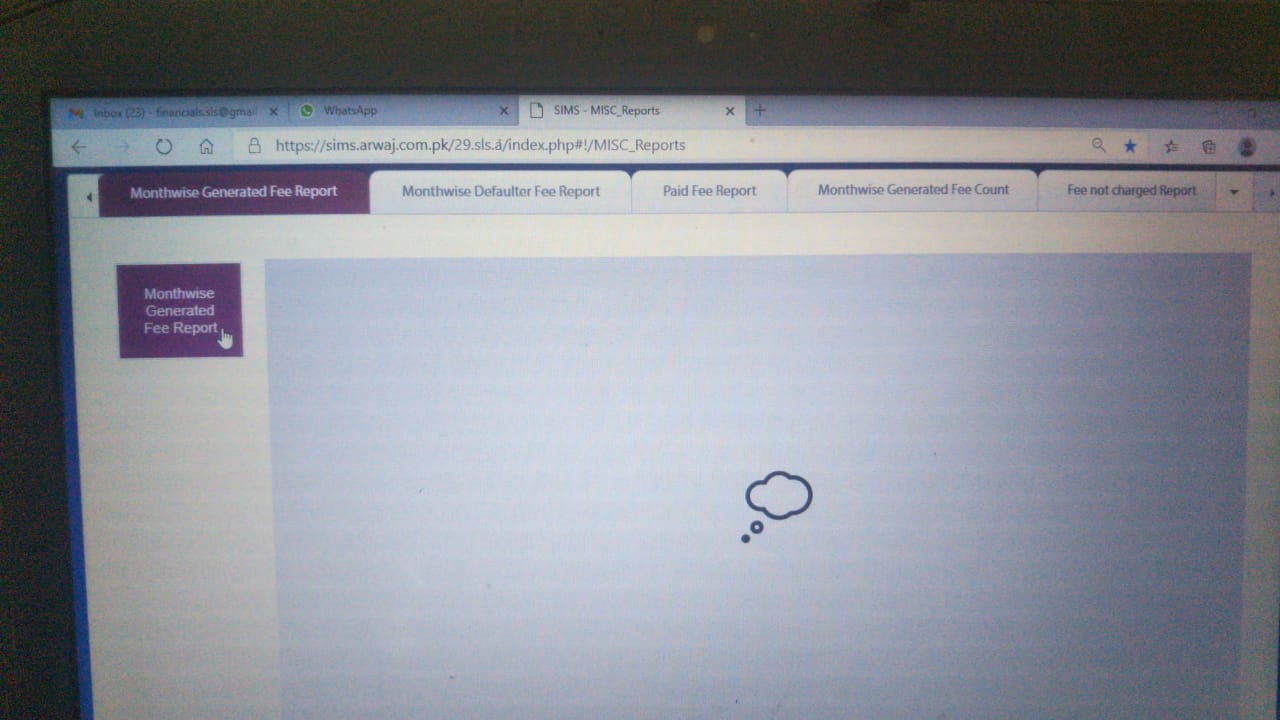 Inbox (23) - financials.sls@gmail
WhatsApp
SIMS - MISC_Reports
https://sims.arwaj.com.pk/29.sls.a/index.php#!/MISC_Reports
Monthwise Generated Fee Report
Monthwise Defaulter Fee Report
Paid Fee Report
Monthwise Generated Fee Count
Fee not charged Report
Monthwise
Generated
Fee Report